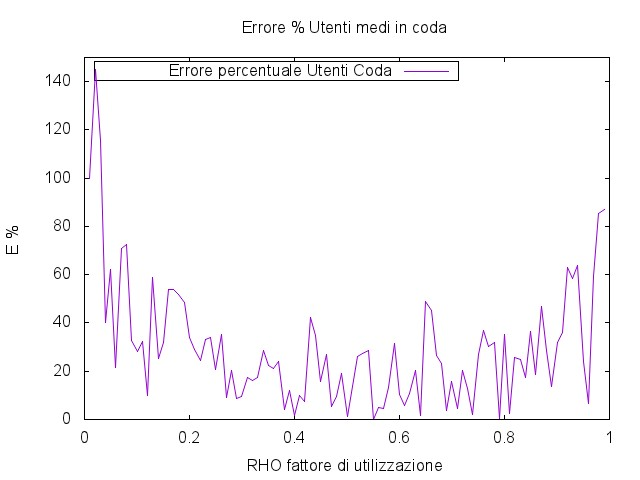 Errore % Utenti medi in coda
Errore percentuale Utenti Coda
E %
140
120
100
80
60
40
20
0
0 0.2 0.4 0.6 0.8 1
RHO fattore di utilizzazione